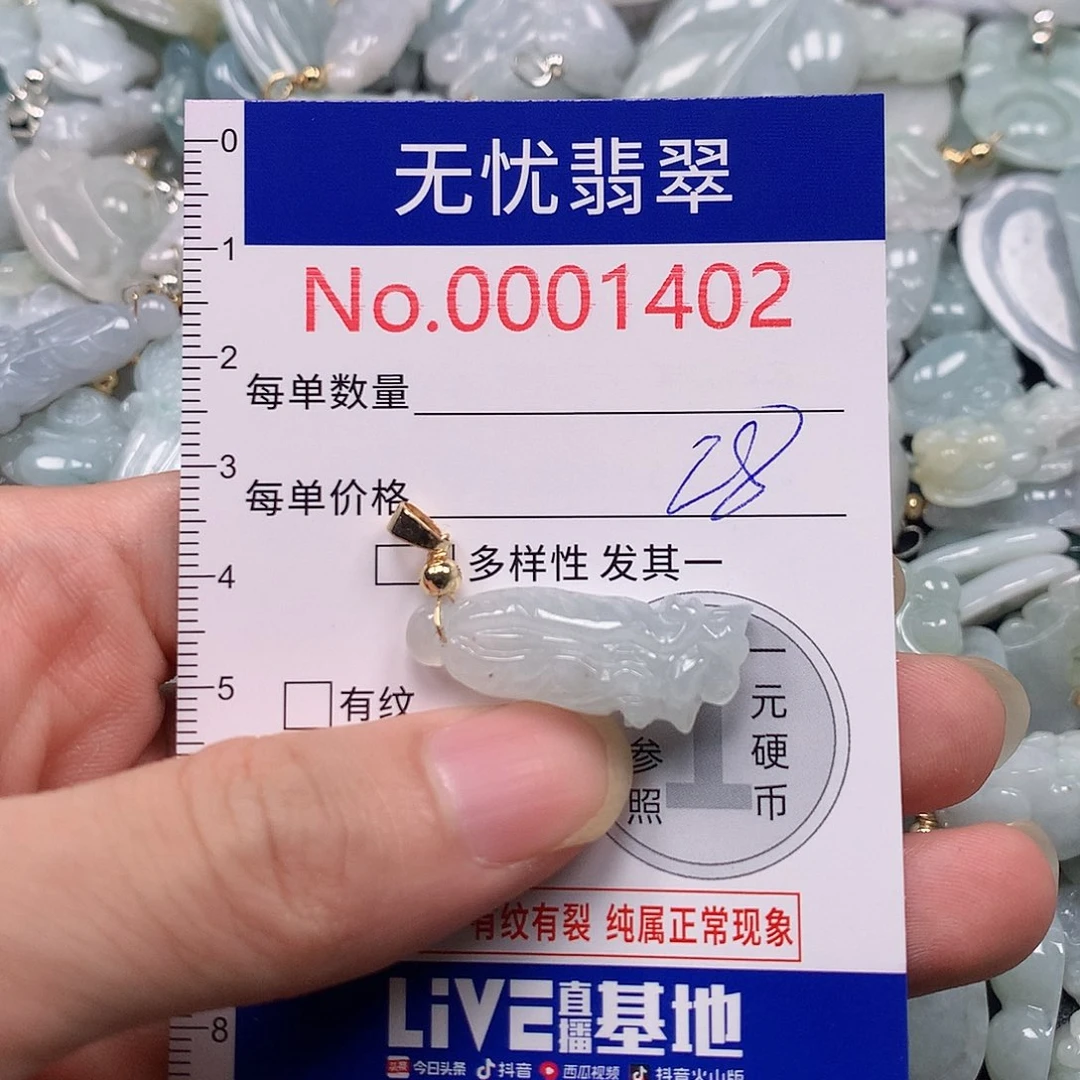 0
无忧翡翠
1
No.0001402
2
每单数量
3
每单价格 28
4
多样性 发其一
5
有纹
一元硬币
参照
1
有纹有裂 纯属正常现象
8
LiVE直播基地
头条 今日头条 抖音 西瓜视频 抖音火山版